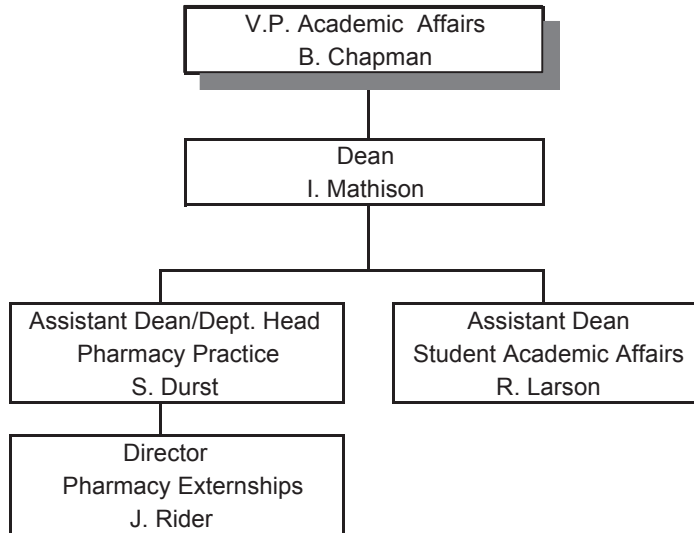 V.P. Academic Affairs
B. Chapman
Dean
I. Mathison
Assistant Dean/Dept. Head
Pharmacy Practice
S. Durst
Assistant Dean
Student Academic Affairs
R. Larson
Director
Pharmacy Externships
J. Rider